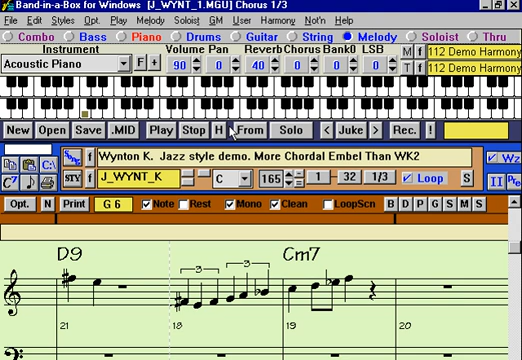 Band-in-a-Box for Windows [J_WYNT_1.MGU] Chorus 1/3
File Edit Styles Opt. Play Melody Soloist GM User Harmony Not'n Help
Combo Bass Piano Drums Guitar String Melody Soloist Thru
Instrument Volume Pan Reverb Chorus Bank0 LSB M f 112 Demo Harmony
Acoustic Piano F + 90 0 40 0 0 0 T f 112 Demo Harmony
New Open Save .MID Play Stop H From Solo < Juke > Rec. !
SONG f Wynton K. Jazz style demo. More Chordal Embel Than WK2 Wz
C:\ STY f J_WYNT_K C 165 1 32 1/3 Loop S
C7 II Pre
Opt. N Print G 6 Note Rest Mono Clean LoopScn B D P G S M S
D9 Cm7
3 3
21 18 19 20